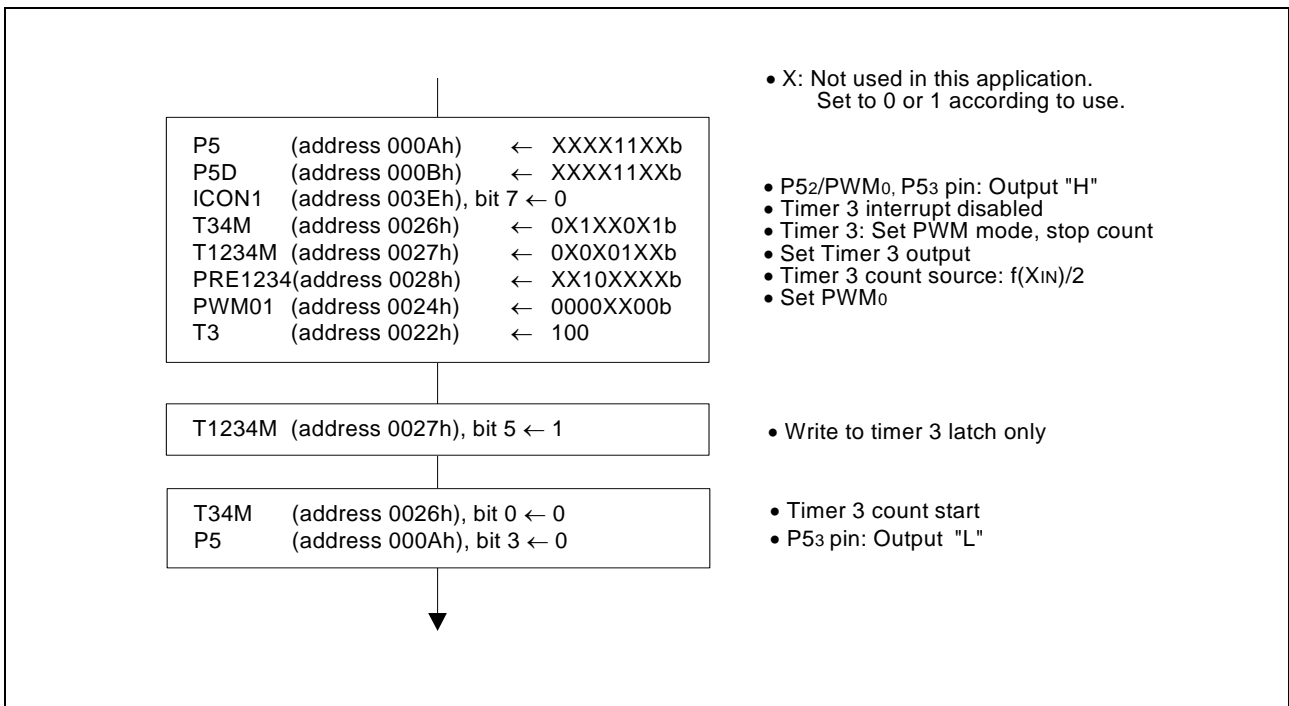 • X: Not used in this application.
Set to 0 or 1 according to use.
P5 (address 000Ah) ← XXXX11XXb
P5D (address 000Bh) ← XXXX11XXb
ICON1 (address 003Eh), bit 7 ← 0
T34M (address 0026h) ← 0X1XX0X1b
T1234M (address 0027h) ← 0X0X01XXb
PRE1234(address 0028h) ← XX10XXXXb
PWM01 (address 0024h) ← 0000XX00b
T3 (address 0022h) ← 100
• P52/PWM0, P53 pin: Output "H"
• Timer 3 interrupt disabled
• Timer 3: Set PWM mode, stop count
• Set Timer 3 output
• Timer 3 count source: f(XIN)/2
• Set PWM0
T1234M (address 0027h), bit 5 ← 1
• Write to timer 3 latch only
T34M (address 0026h), bit 0 ← 0
P5 (address 000Ah), bit 3 ← 0
• Timer 3 count start
• P53 pin: Output "L"